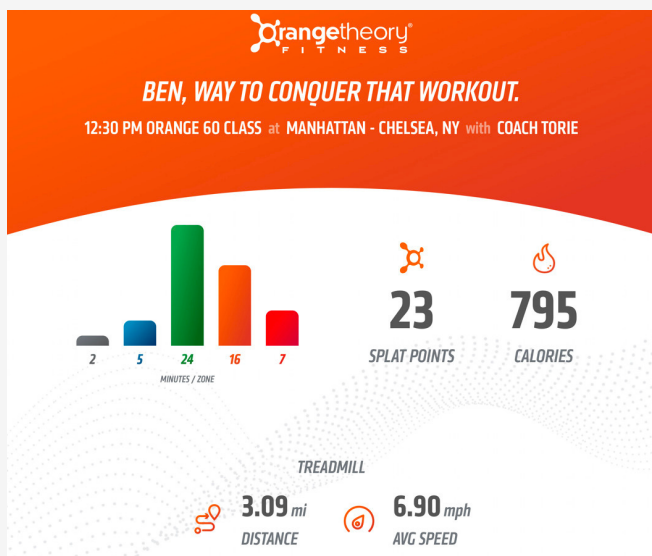 Orangetheory®
FITNESS
BEN, WAY TO CONQUER THAT WORKOUT.
12:30 PM ORANGE 60 CLASS at MANHATTAN - CHELSEA, NY with COACH TORIE
2 5 24 16 7
MINUTES / ZONE
23
SPLAT POINTS
795
CALORIES
TREADMILL
3.09 mi
DISTANCE
6.90 mph
AVG SPEED